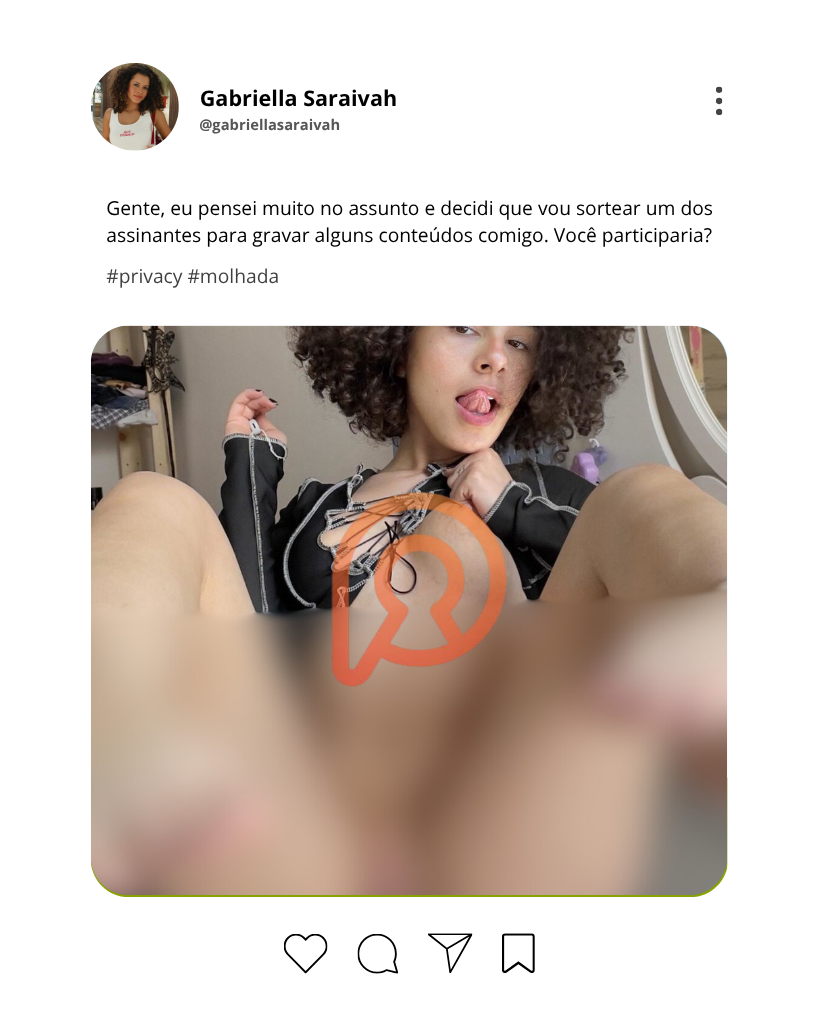 Gabriella Saraivah
@gabriellasaraivah
Gente, eu pensei muito no assunto e decidi que vou sortear um dos
assinantes para gravar alguns conteúdos comigo. Você participaria?
#privacy #molhada